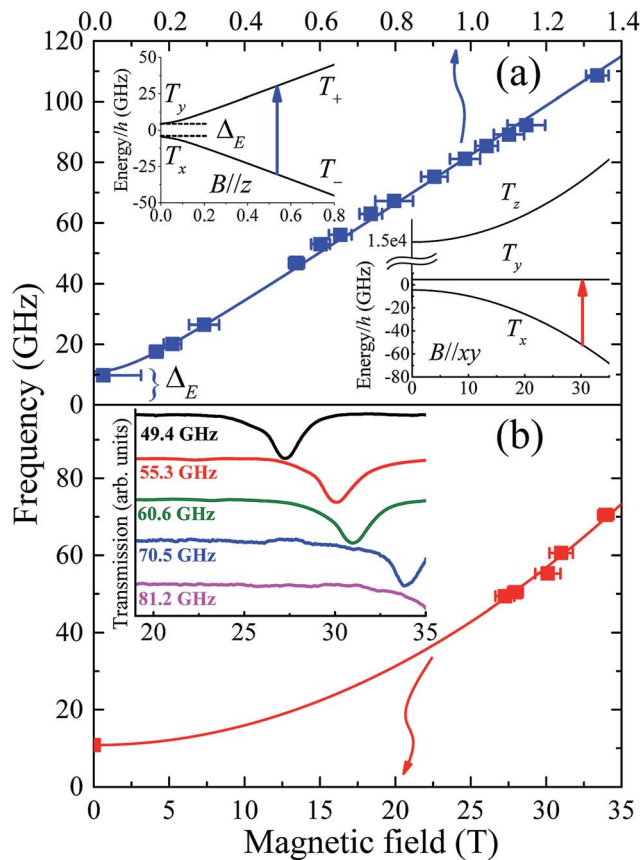 0.0 0.2 0.4 0.6 0.8 1.0 1.2 1.4
120
100
80
60
40
20
0
(a)
50
25
0
-25
-50
Energy/h (GHz)
T_y
T_x
Δ_E
T_+
T_-
B//z
0.0 0.2 0.4 0.6 0.8
1.5e4
T_z
T_y
T_x
B//xy
Energy/h (GHz)
20
0
-20
-40
-60
-80
0 10 20 30
} Δ_E
Frequency (GHz)
(b)
80
60
40
20
0
Transmission (arb. units)
49.4 GHz
55.3 GHz
60.6 GHz
70.5 GHz
81.2 GHz
20 25 30 35
0 5 10 15 20 25 30 35
Magnetic field (T)